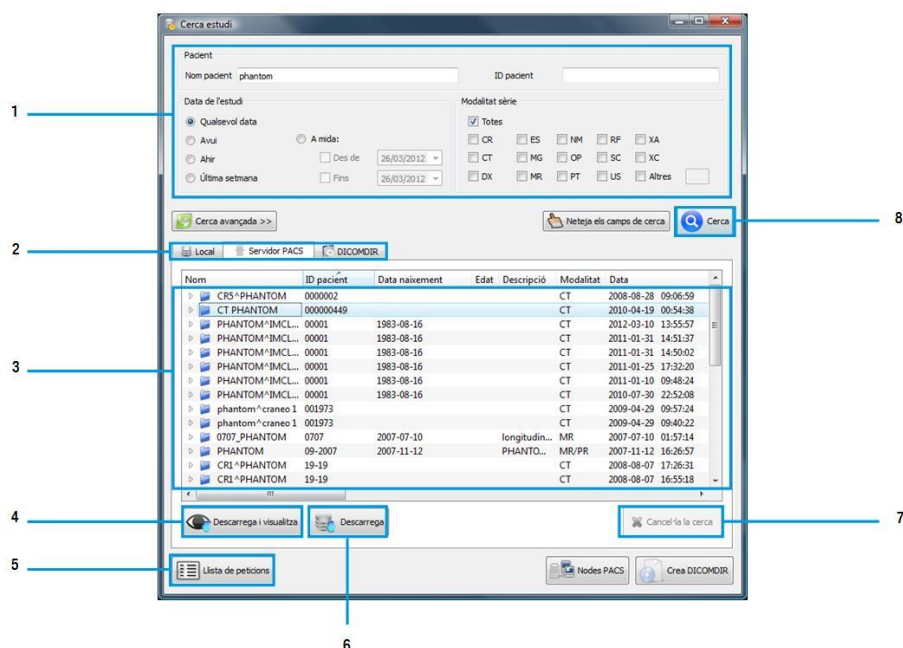 Cerca estudi
Pacient
Nom pacient phantom ID pacient
1
Data de l'estudi Modalitat sèrie
Qualsevol data Totes
Avui A mida: CR ES NM RF XA
Ahir Des de 26/03/2012 CT MG OP SC XC
Última setmana Fins 26/03/2012 DX MR PT US Altres
Cerca avançada >> Neteja els camps de cerca Cerca 8
2 Local Servidor PACS DICOMDIR
Nom ID pacient Data naixement Edat Descripció Modalitat Data
CR5^PHANTOM 0000002 CT 2008-08-28 09:06:59
CT PHANTOM 000000449 CT 2010-04-19 00:54:38
PHANTOM^IMCL... 00001 1983-08-16 CT 2012-03-10 13:55:57
PHANTOM^IMCL... 00001 1983-08-16 CT 2011-01-31 14:51:37
PHANTOM^IMCL... 00001 1983-08-16 CT 2011-01-31 14:50:02
3 PHANTOM^IMCL... 00001 1983-08-16 CT 2011-01-25 17:32:20
PHANTOM^IMCL... 00001 1983-08-16 CT 2011-01-10 09:48:24
PHANTOM^IMCL... 00001 1983-08-16 CT 2010-07-30 22:52:08
phantom^craneo 1 001973 CT 2009-04-29 09:57:24
phantom^craneo 1 001973 CT 2009-04-29 09:40:22
0707_PHANTOM 0707 2007-07-10 longitudin... MR 2007-07-10 01:57:14
PHANTOM 09-2007 2007-11-12 PHANTO... MR/PR 2007-11-12 16:26:57
CR1^PHANTOM 19-19 CT 2008-08-07 17:26:31
CR1^PHANTOM 19-19 CT 2008-08-07 16:55:18
4 Descarrega i visualitza Descarrega Cancel·la la cerca 7
5 Llista de peticions Nodes PACS Crea DICOMDIR
6